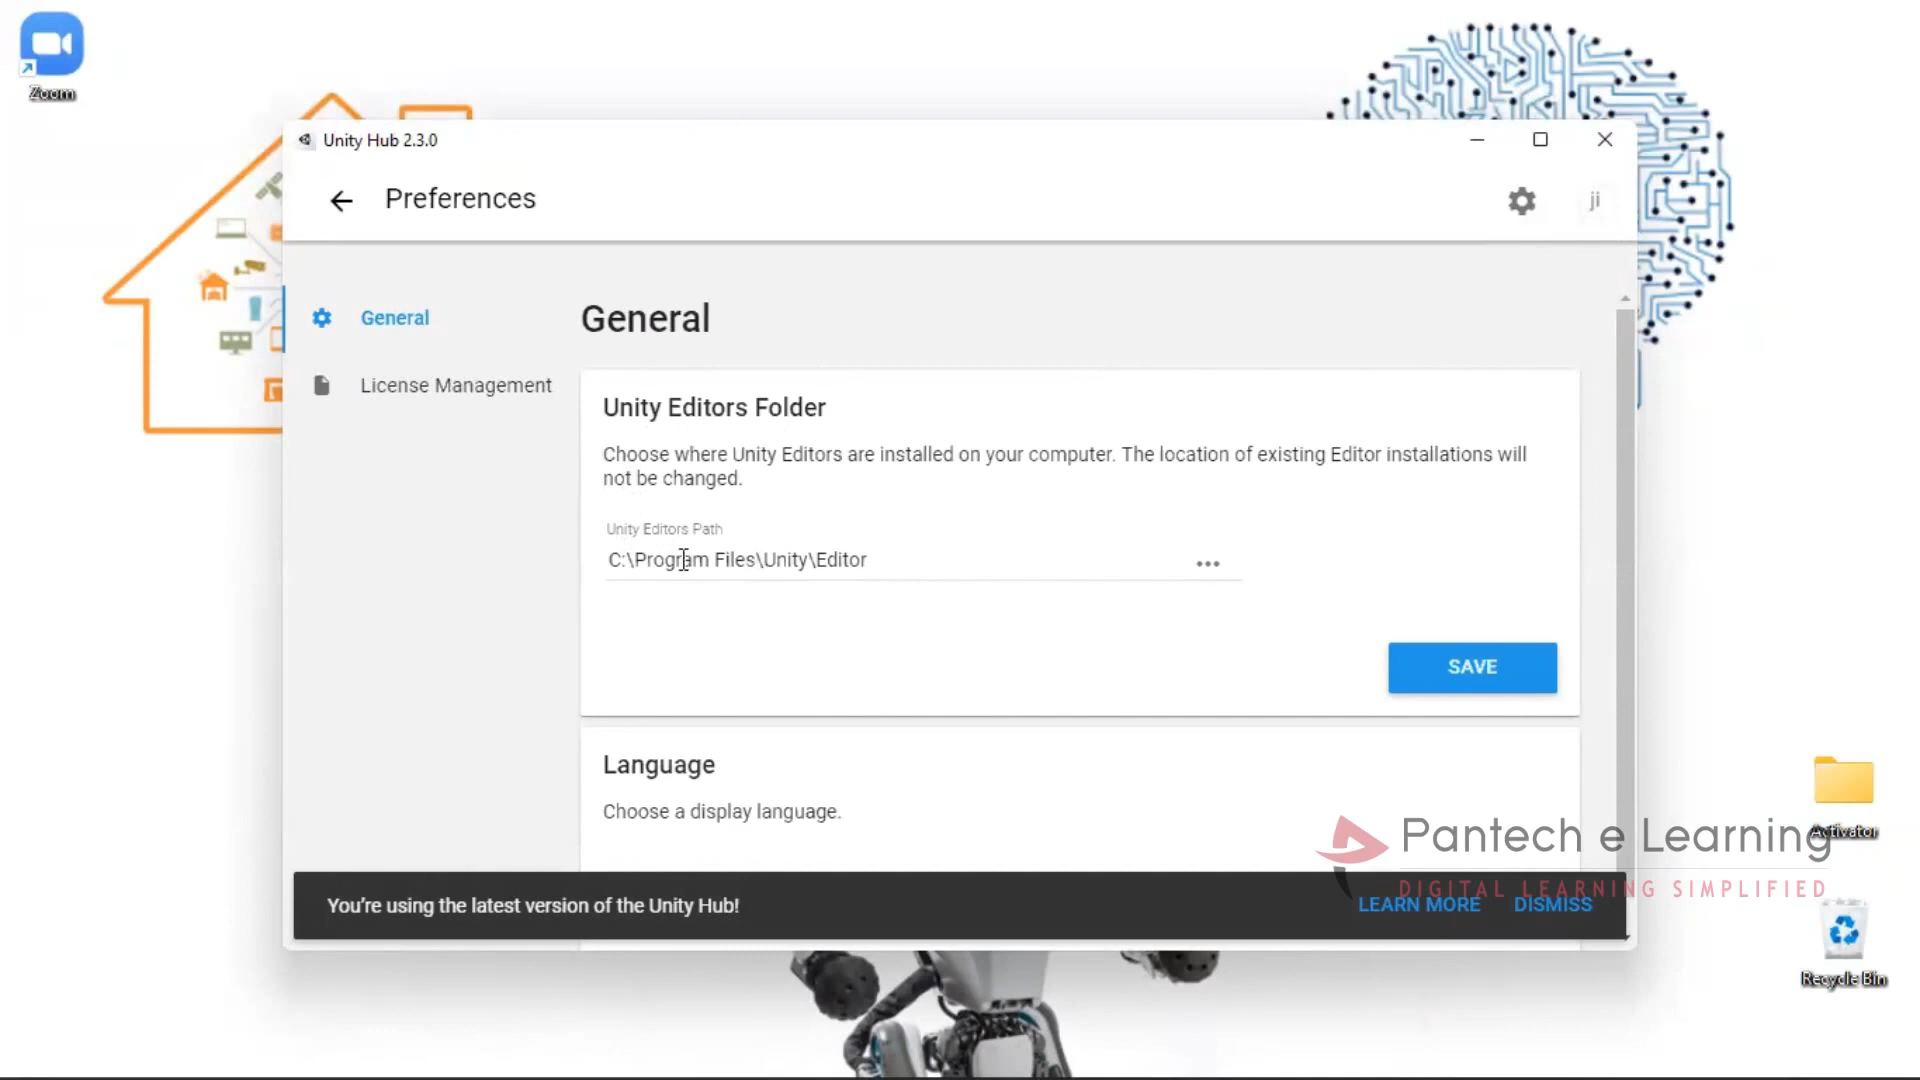 Zoom
Unity Hub 2.3.0
Preferences
ji
General
License Management
General
Unity Editors Folder
Choose where Unity Editors are installed on your computer. The location of existing Editor installations will
not be changed.
Unity Editors Path
C:\Program Files\Unity\Editor
SAVE
Language
Choose a display language.
Pantech e Learning
DIGITAL LEARNING SIMPLIFIED
Activator
You're using the latest version of the Unity Hub!
LEARN MORE
DISMISS
Recycle Bin